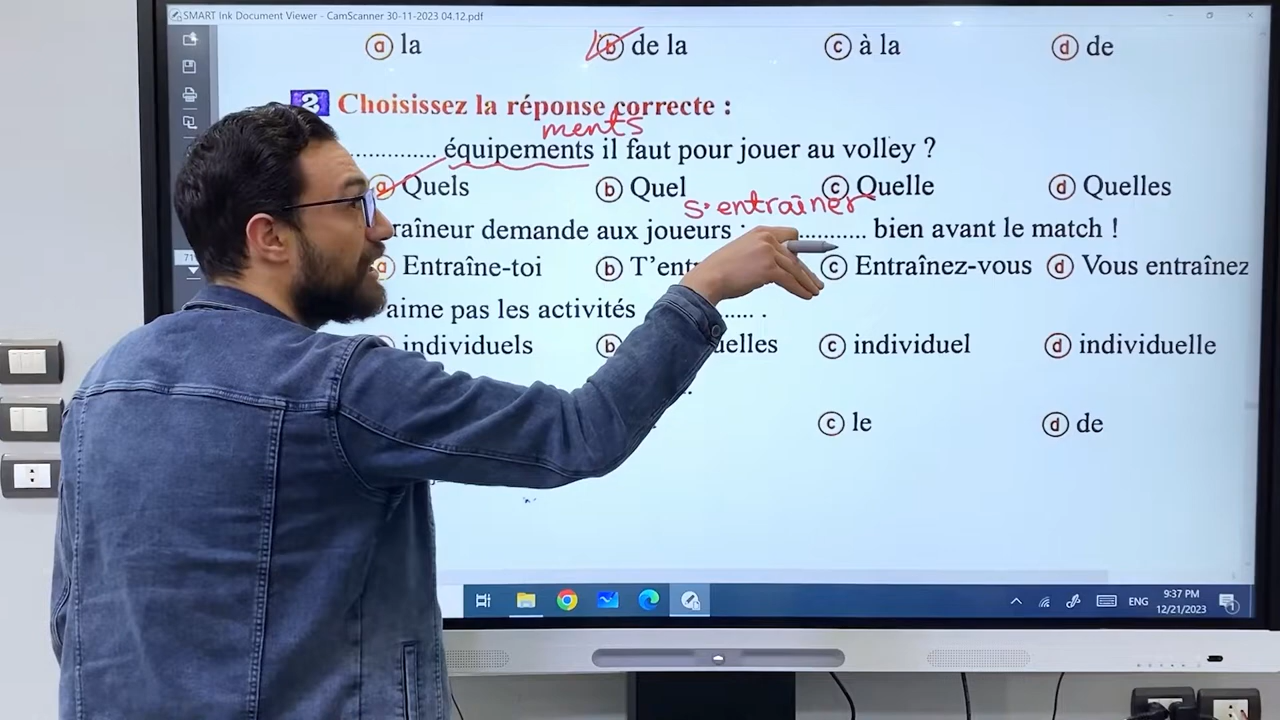 SMART Ink Document Viewer - CamScanner 30-11-2023 04.12.pdf
a la b de la c à la d de
2 Choisissez la réponse correcte :
ments
.............. équipements il faut pour jouer au volley ?
a Quels b Quel c Quelle d Quelles
s'entraîner
raîneur demande aux joueurs : ............ bien avant le match !
a Entraîne-toi b T'ent c Entraînez-vous d Vous entraînez
aime pas les activités ..... .
individuels b uelles c individuel d individuelle
c le d de
71
ENG
9:37 PM
12/21/2023
1